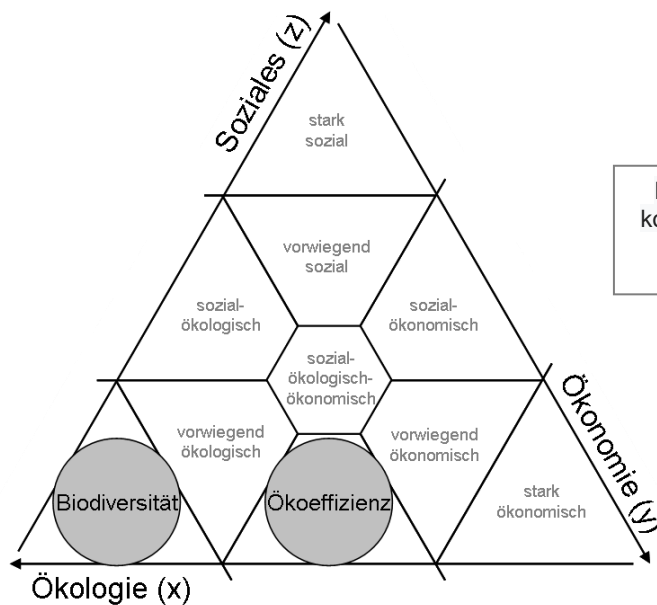 Soziales (z)
stark
sozial
vorwiegend
sozial
sozial-
ökologisch
sozial-
ökonomisch
sozial-
ökologisch-
ökonomisch
vorwiegend
ökologisch
vorwiegend
ökonomisch
stark
ökonomisch
Biodiversität
Ökoeffizienz
Ökonomie (y)
Ökologie (x)